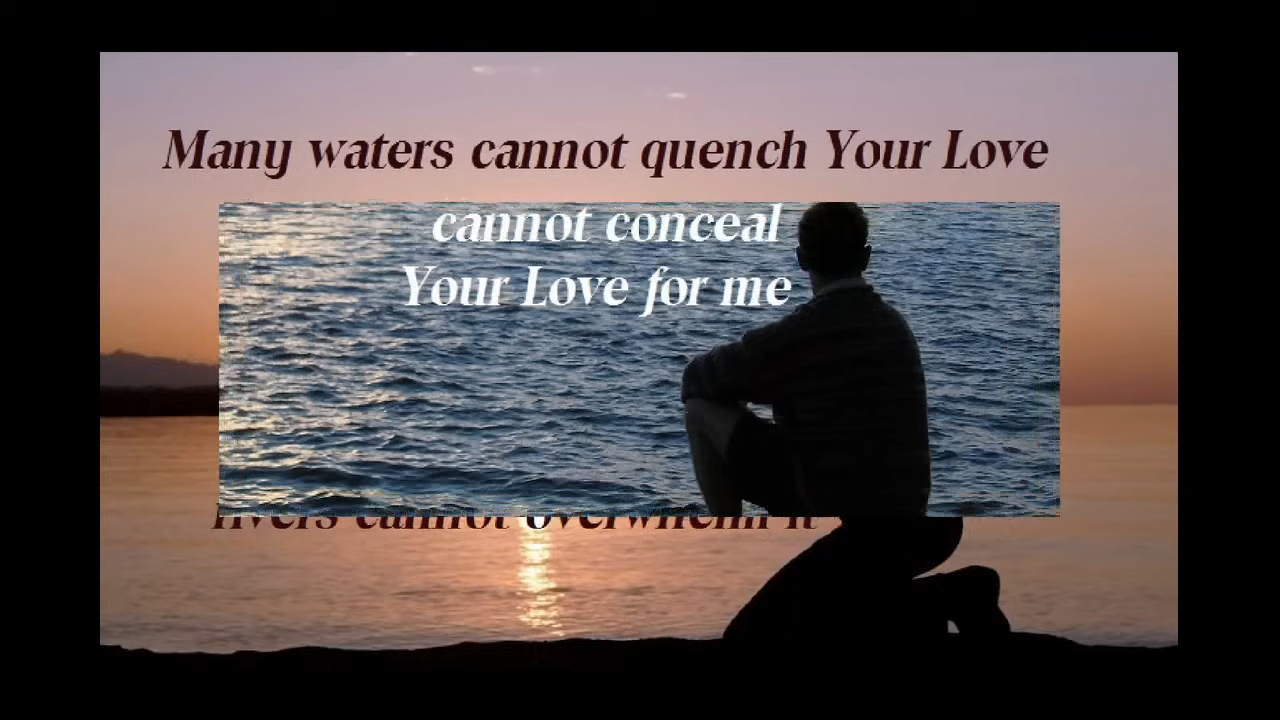 Many waters cannot quench Your Love
cannot conceal
Your Love for me
rivers cannot overwhelm it